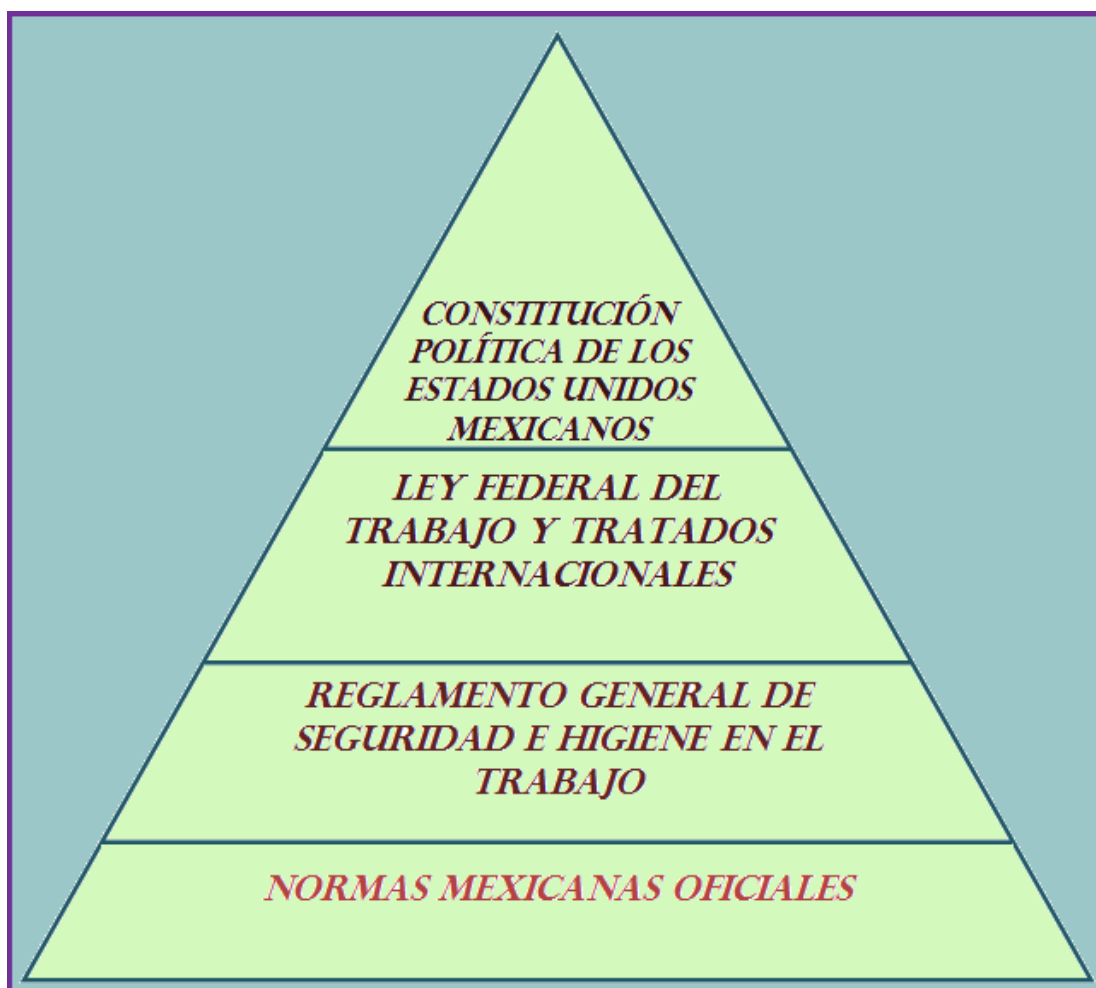 CONSTITUCIÓN
POLÍTICA DE LOS
ESTADOS UNIDOS
MEXICANOS
LEY FEDERAL DEL
TRABAJO Y TRATADOS
INTERNACIONALES
REGLAMENTO GENERAL DE
SEGURIDAD E HIGIENE EN EL
TRABAJO
NORMAS MEXICANAS OFICIALES